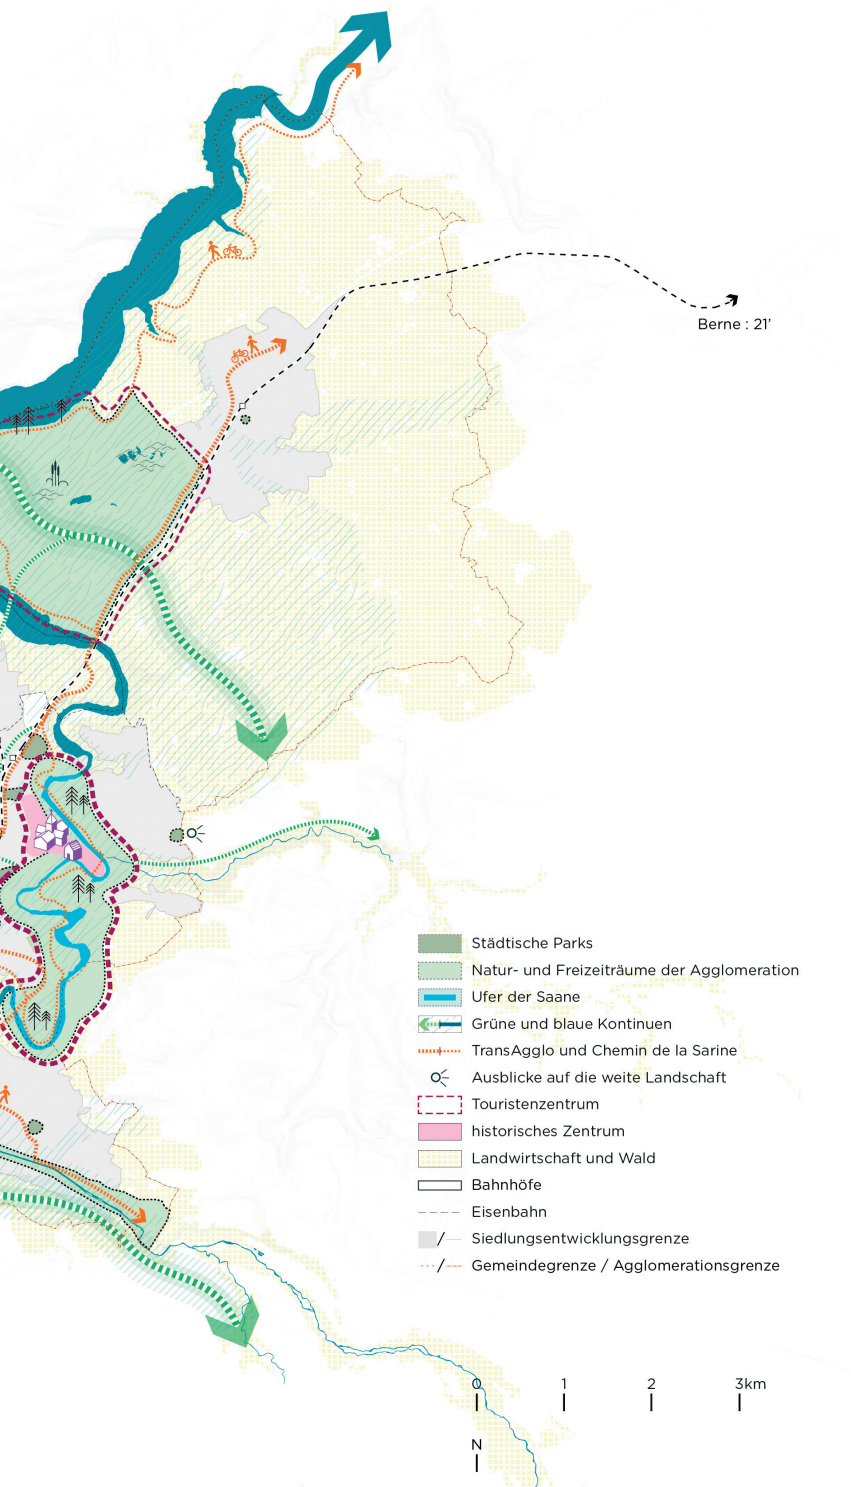 Berne : 21'
Städtische Parks
Natur- und Freizeiträume der Agglomeration
Ufer der Saane
Grüne und blaue Kontinuen
TransAgglo und Chemin de la Sarine
Ausblicke auf die weite Landschaft
Touristenzentrum
historisches Zentrum
Landwirtschaft und Wald
Bahnhöfe
Eisenbahn
Siedlungsentwicklungsgrenze
Gemeindegrenze / Agglomerationsgrenze
0 1 2 3km
N